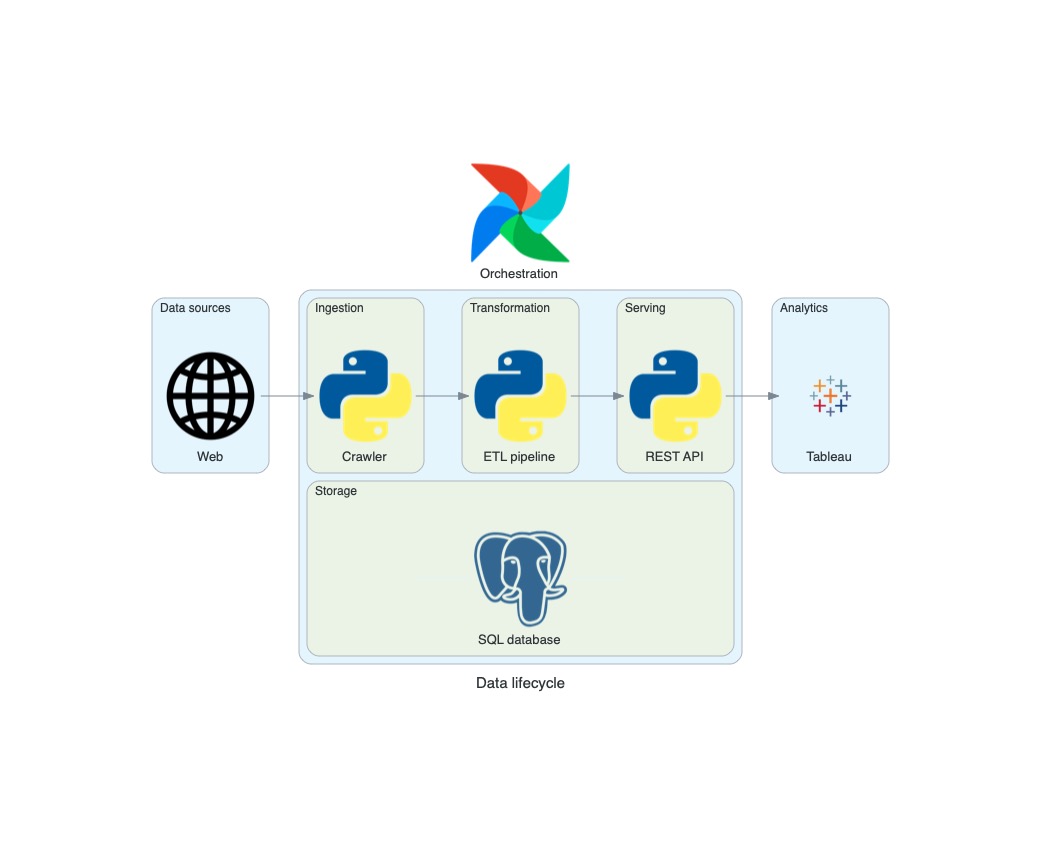 Orchestration
Data sources
Ingestion
Transformation
Serving
Analytics
Web
Crawler
ETL pipeline
REST API
Tableau
Storage
SQL database
Data lifecycle